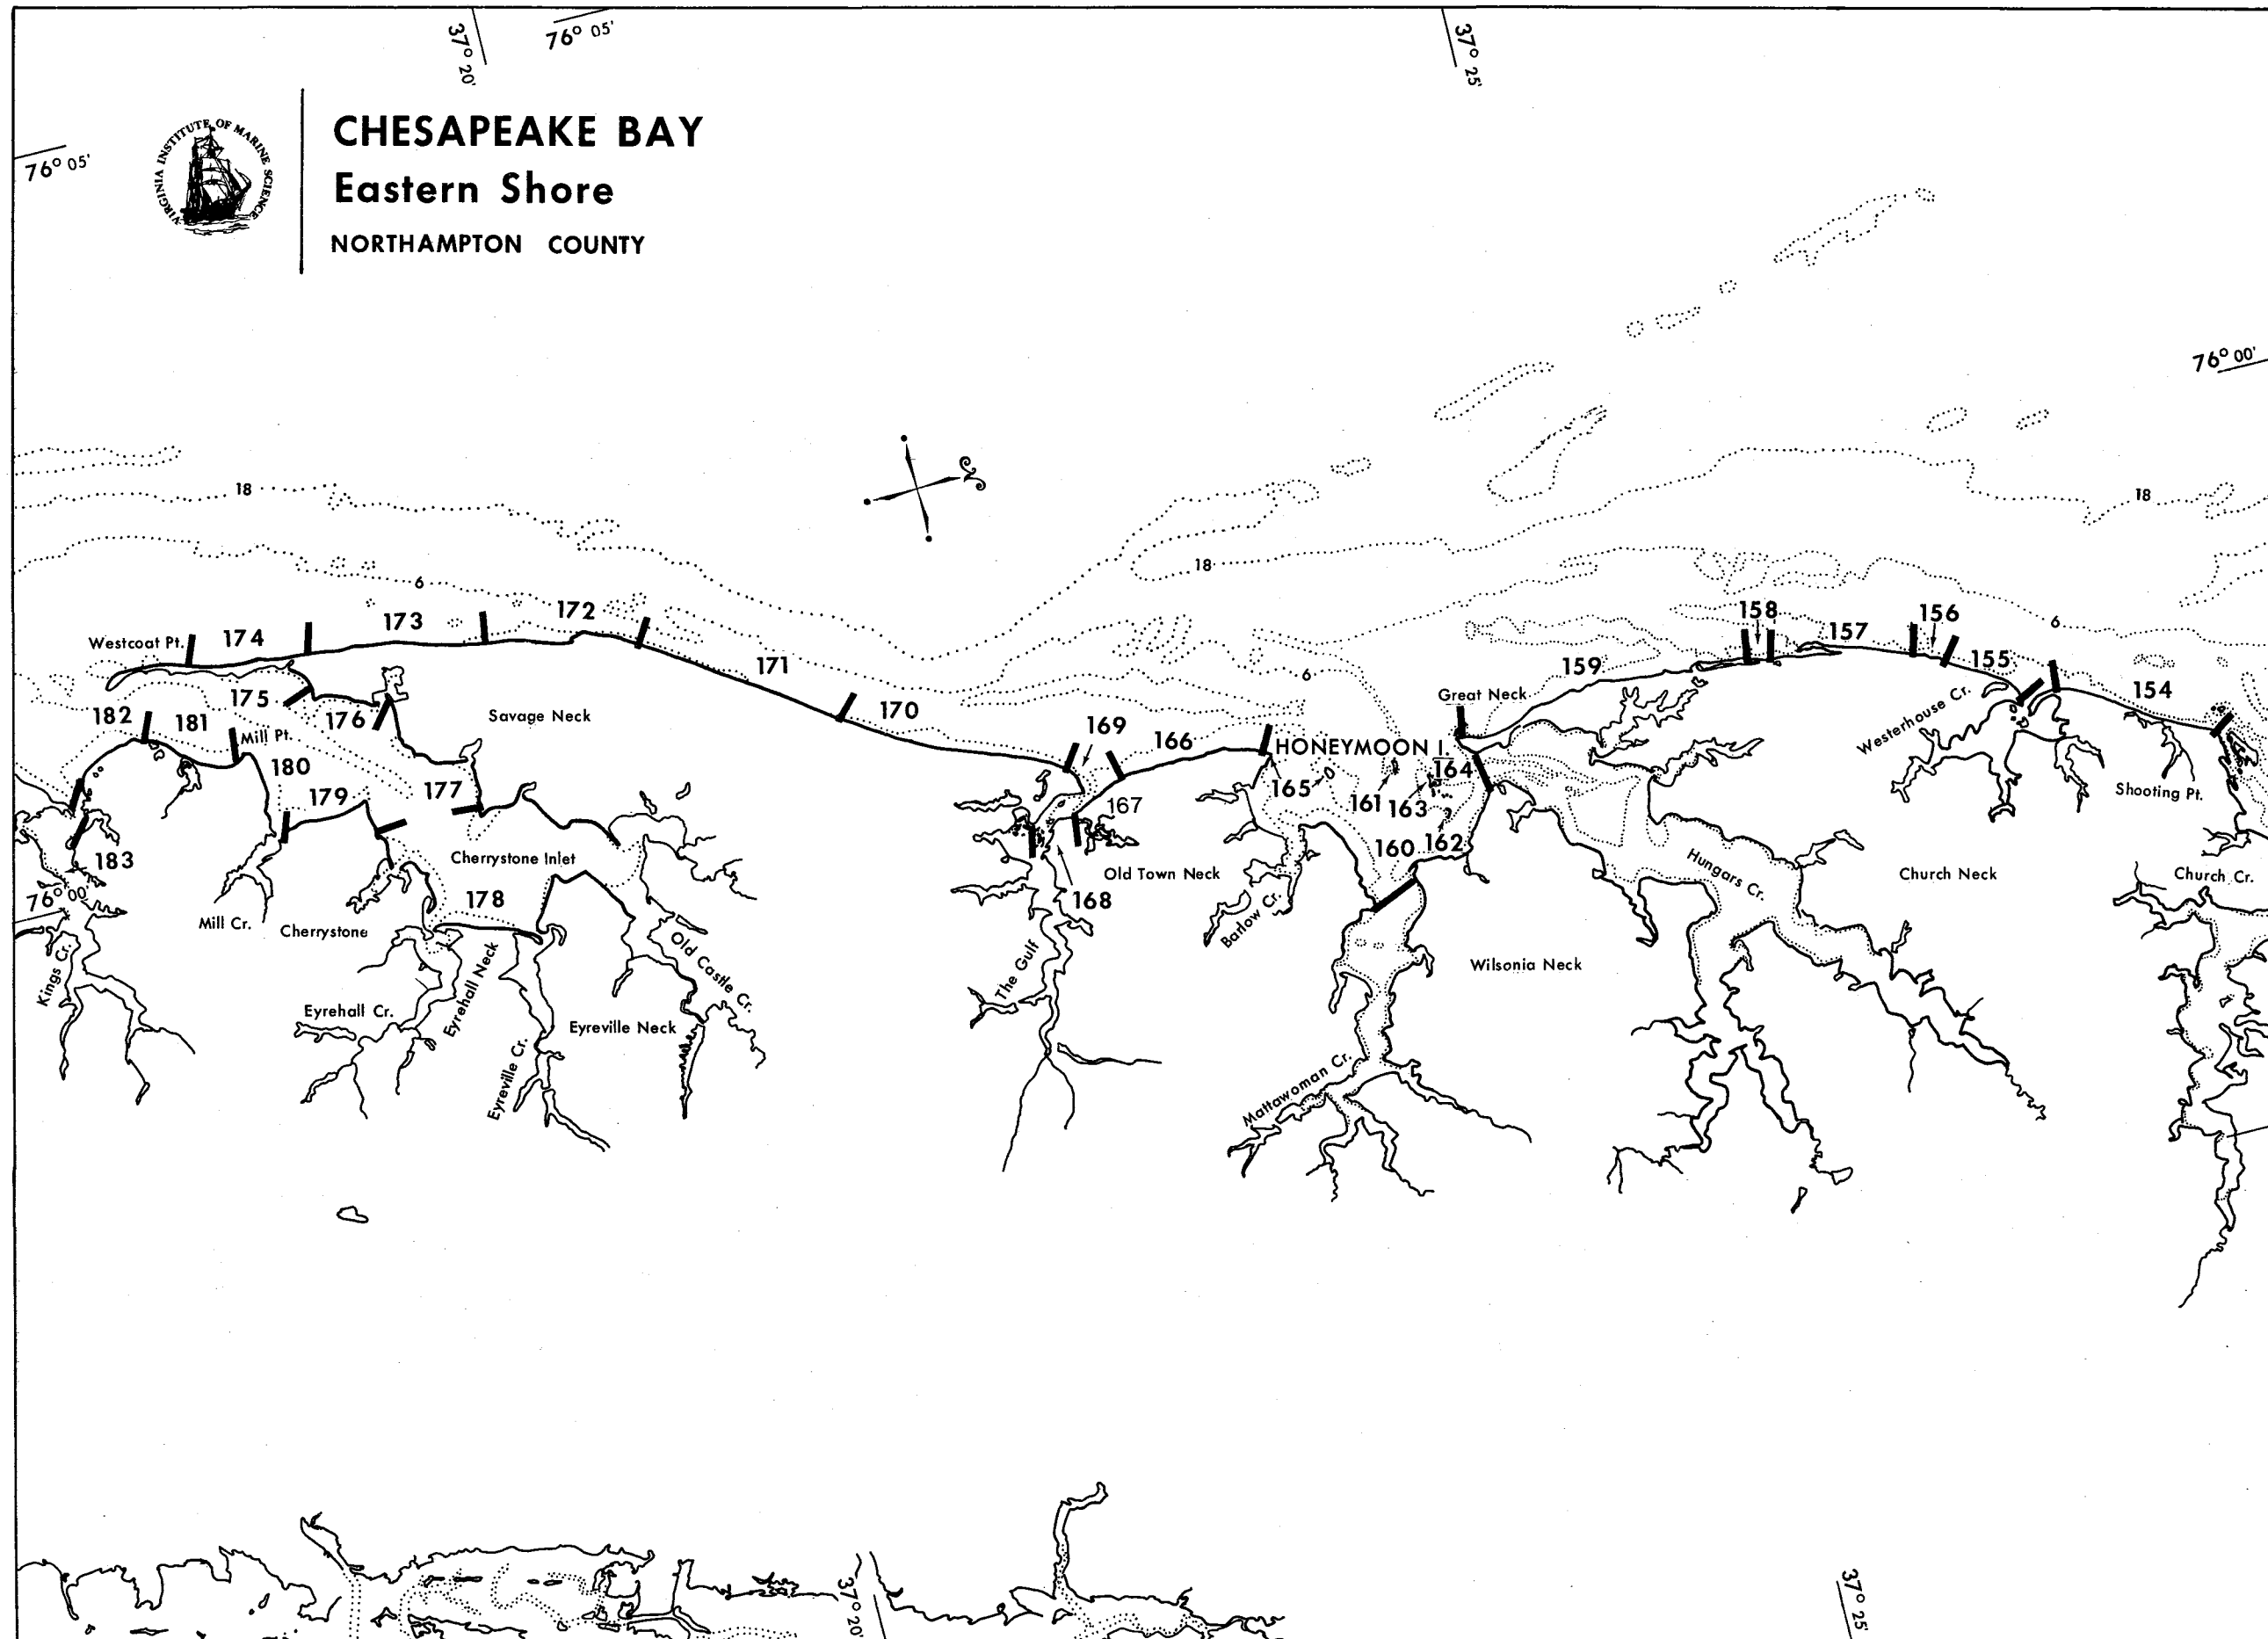 37° 20'
76° 05'
37° 25'
76° 05'
VIRGINIA INSTITUTE OF MARINE SCIENCE
CHESAPEAKE BAY
Eastern Shore
NORTHAMPTON COUNTY
76° 00'
18
18
18
6
6
6
Westcoat Pt.
174
173
172
171
170
169
166
HONEYMOON I.
Great Neck
159
158
157
156
155
154
182
181
175
176
Mill Pt.
Savage Neck
180
179
177
167
165
161
163
164
Westerhouse Cr.
Shooting Pt.
183
76° 00'
Cherrystone Inlet
178
Old Town Neck
168
160
162
Hungars Cr.
Church Neck
Church Cr.
Mill Cr.
Cherrystone
Kings Cr.
Eyrehall Neck
Old Castle Cr.
The Gulf
Barlow Cr.
Wilsonia Neck
Eyrehall Cr.
Eyreville Neck
Eyreville Cr.
Mattawoman Cr.
37° 20'
37° 25'